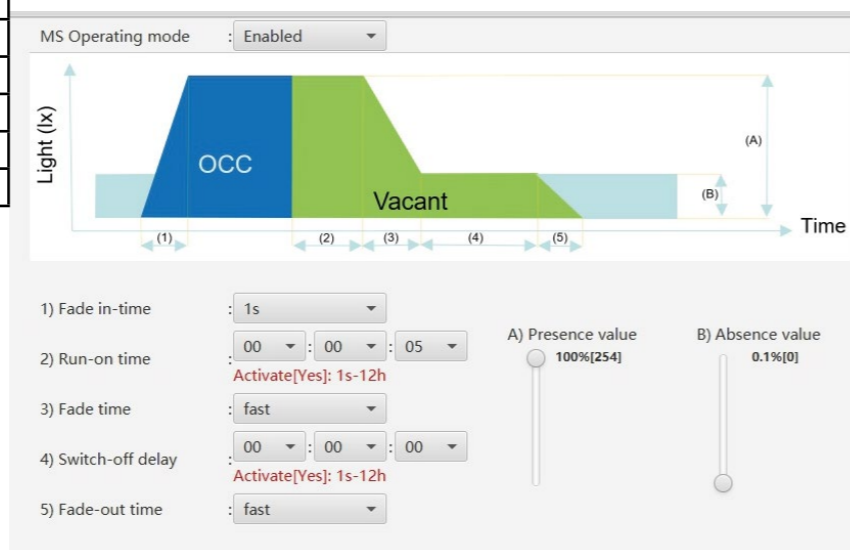 MS Operating mode : Enabled
Light (lx)
OCC
Vacant
(A)
(B)
Time
(1) (2) (3) (4) (5)
1) Fade in-time : 1s
2) Run-on time : 00 : 00 : 05
Activate[Yes]: 1s-12h
3) Fade time : fast
4) Switch-off delay : 00 : 00 : 00
Activate[Yes]: 1s-12h
5) Fade-out time : fast
A) Presence value
100%[254]
B) Absence value
0.1%[0]